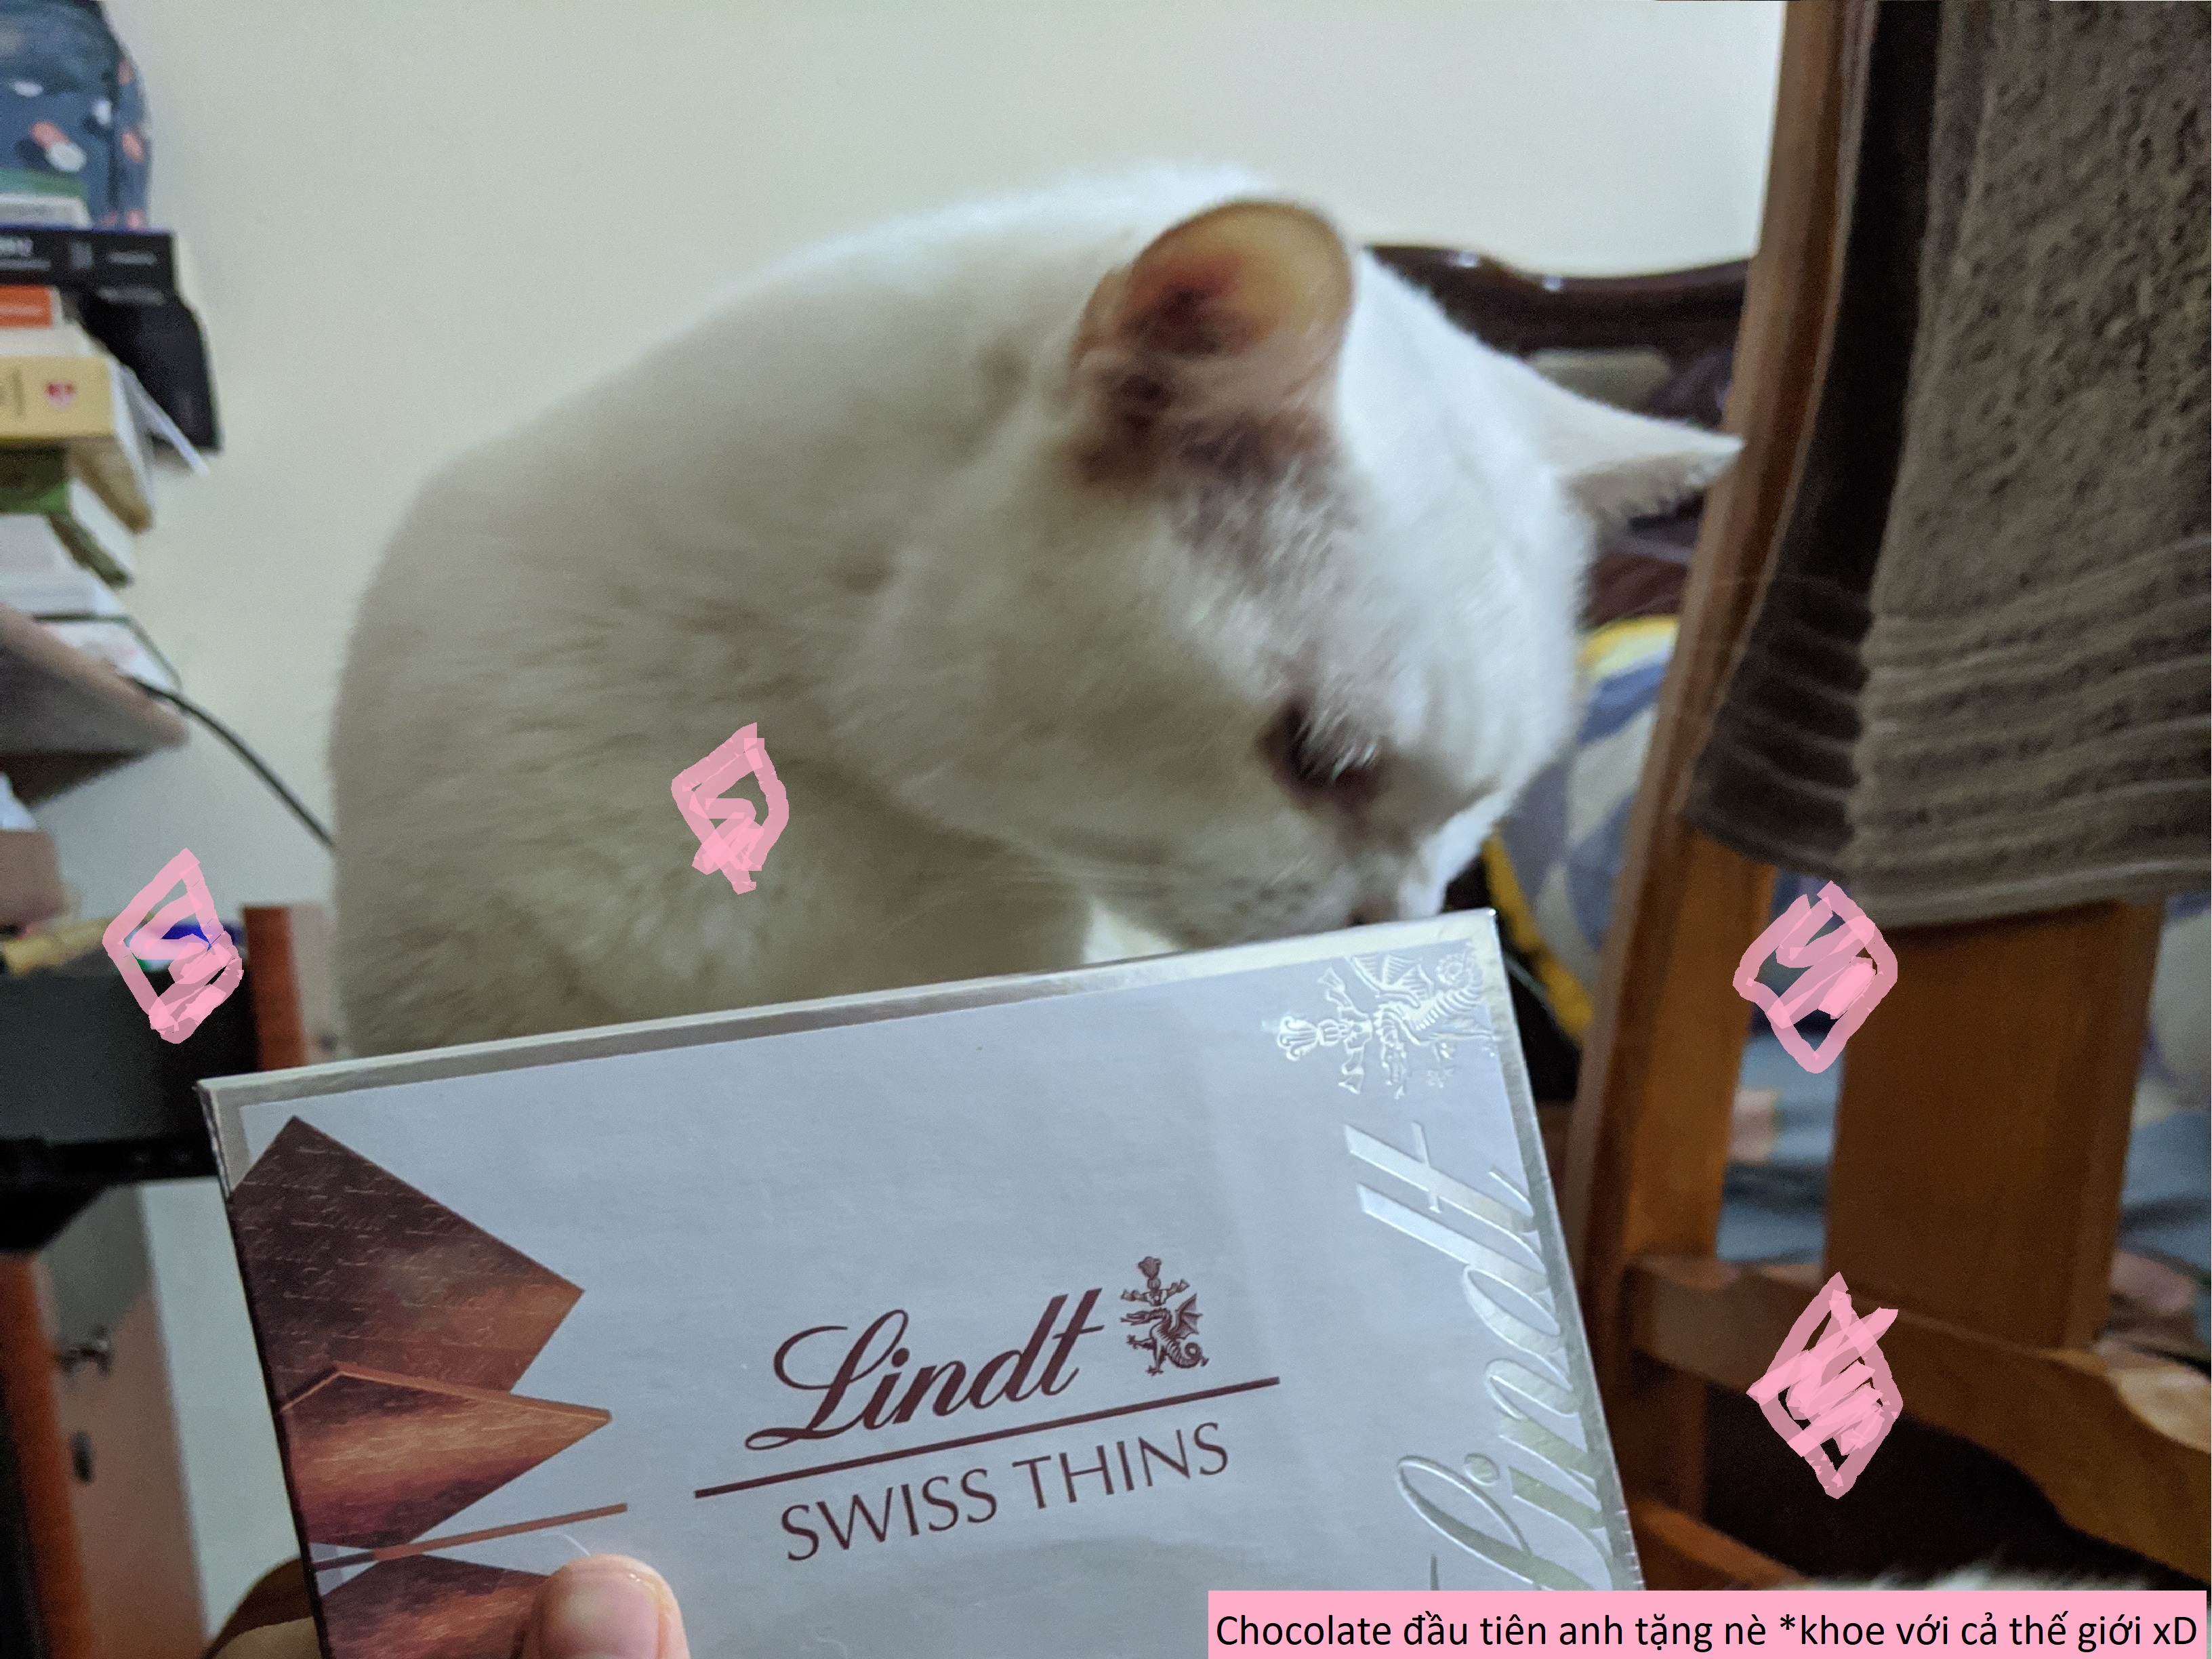 Lindt
SWISS THINS
Lindt
Chocolate đầu tiên anh tặng nè *khoe với cả thế giới xD